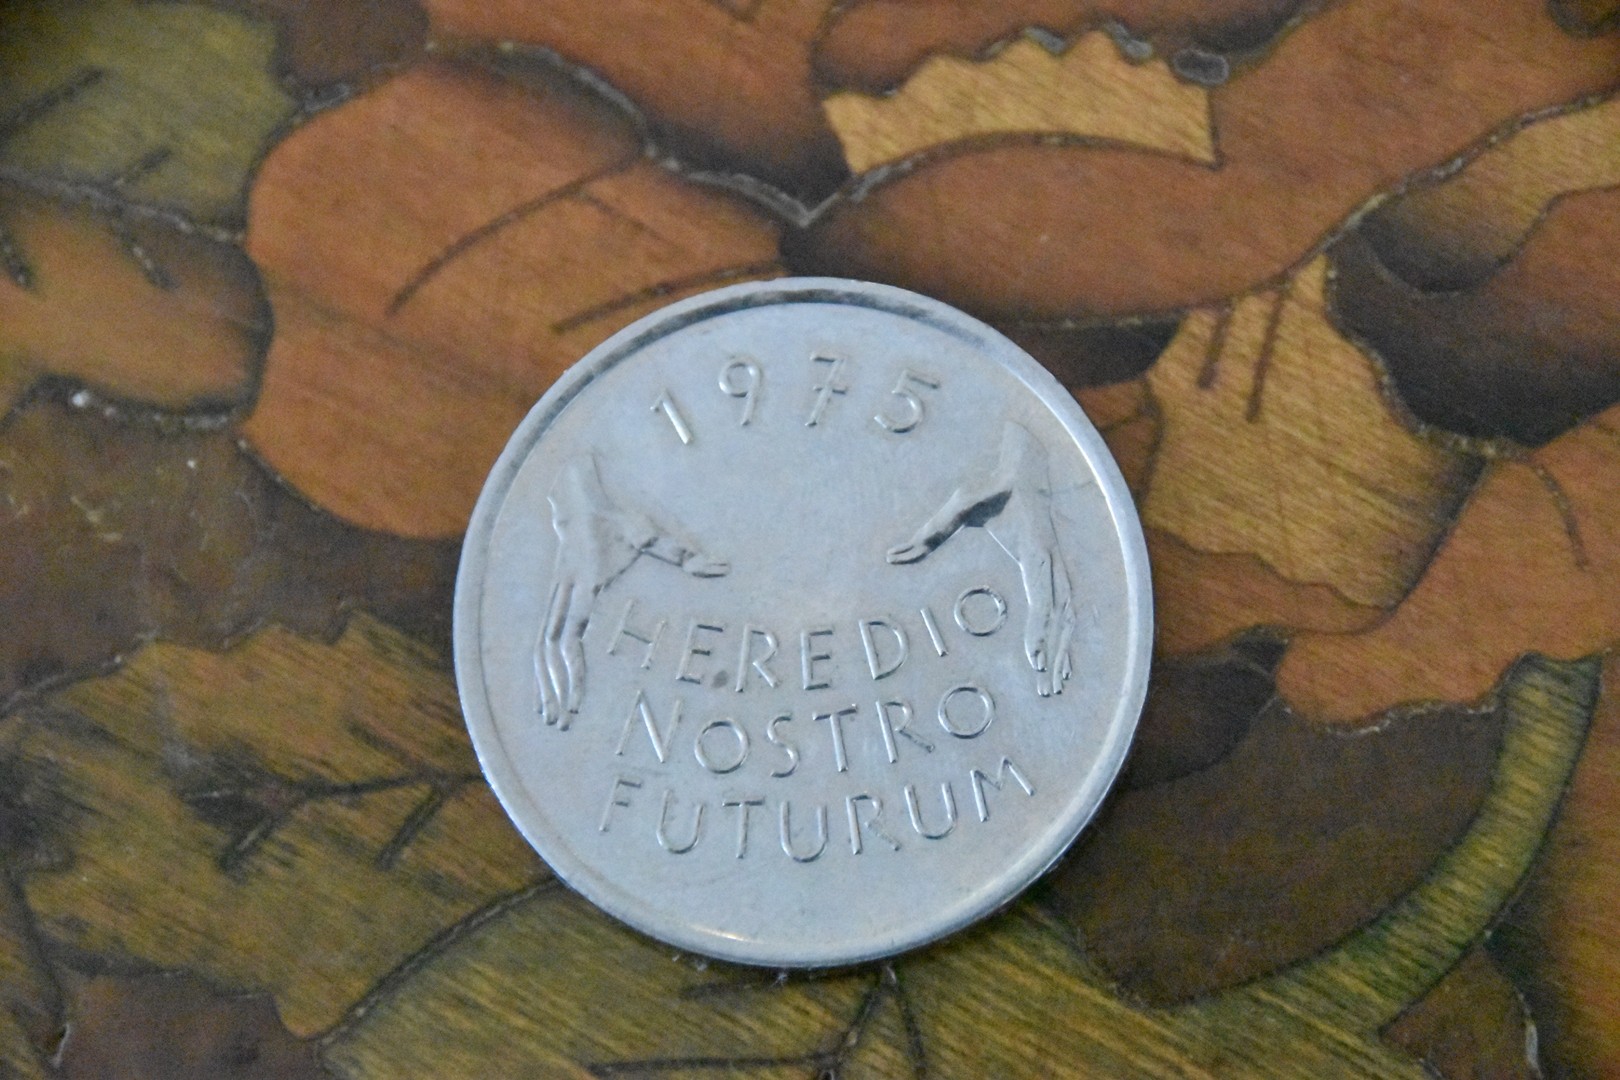 1975
HEREDIO
NOSTRO
FUTURUM